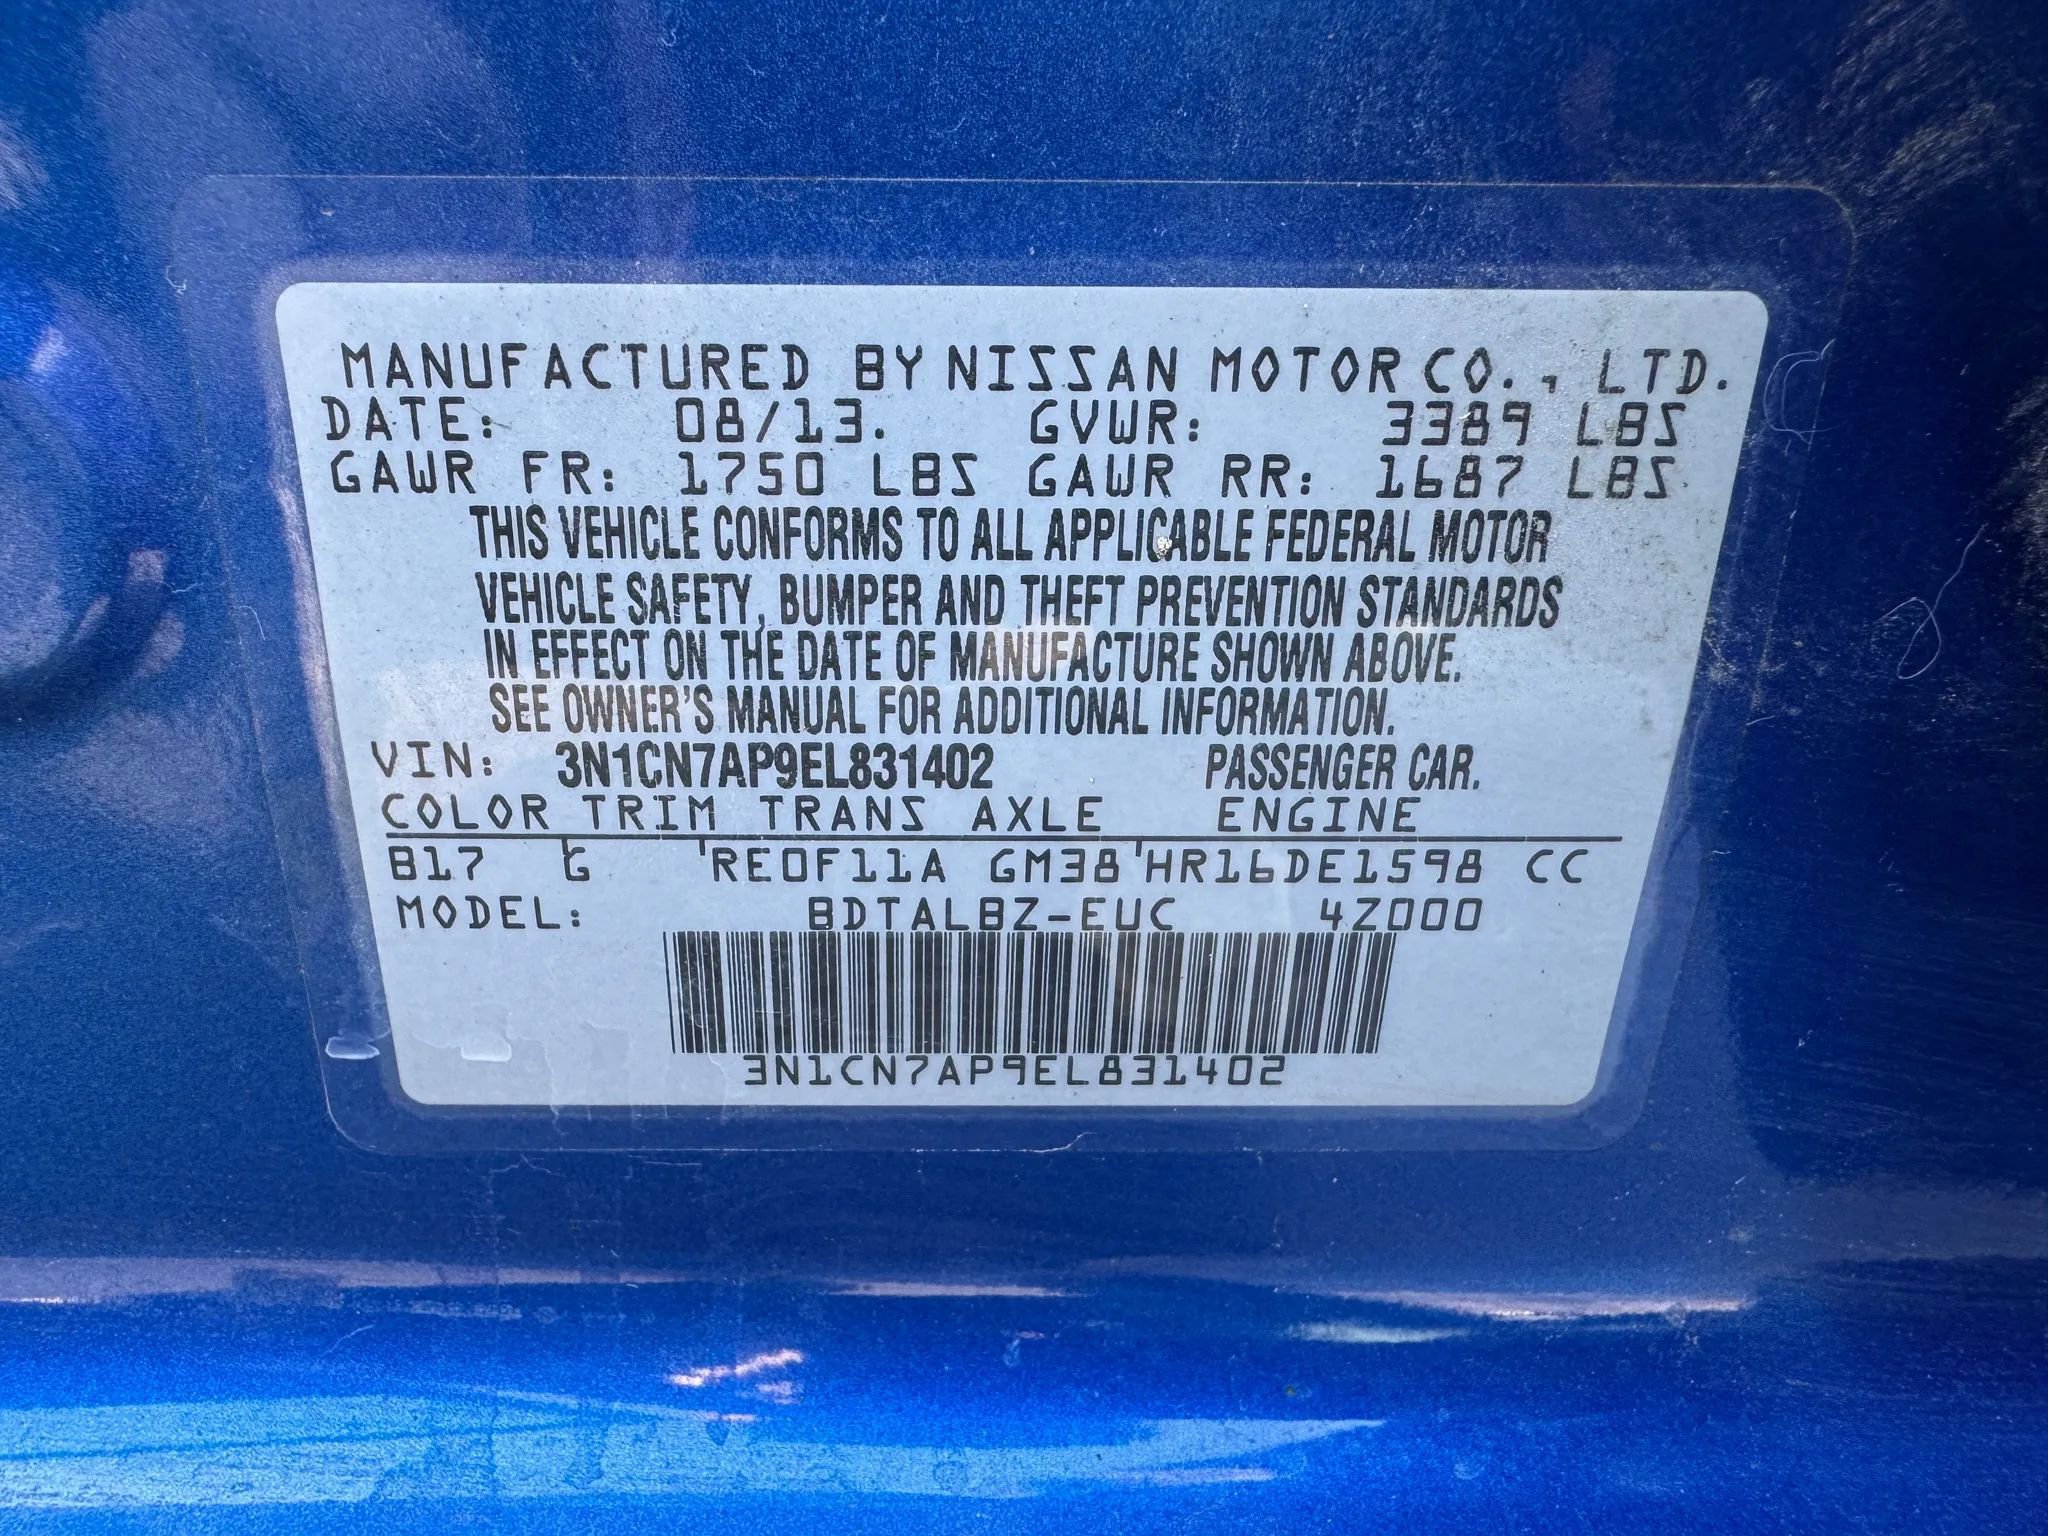 MANUFACTURED BY NISSAN MOTOR CO., LTD.
DATE: 08/13. GVWR: 3389 LBS
GAWR FR: 1750 LBS GAWR RR: 1687 LBS
THIS VEHICLE CONFORMS TO ALL APPLICABLE FEDERAL MOTOR
VEHICLE SAFETY, BUMPER AND THEFT PREVENTION STANDARDS
IN EFFECT ON THE DATE OF MANUFACTURE SHOWN ABOVE.
SEE OWNER'S MANUAL FOR ADDITIONAL INFORMATION.
VIN: 3N1CN7AP9EL831402 PASSENGER CAR.
COLOR TRIM TRANS AXLE ENGINE
B17 G RE0F11A GM38 HR16DE1598 CC
MODEL: BDTALBZ-EUC 4Z000
3N1CN7AP9EL831402